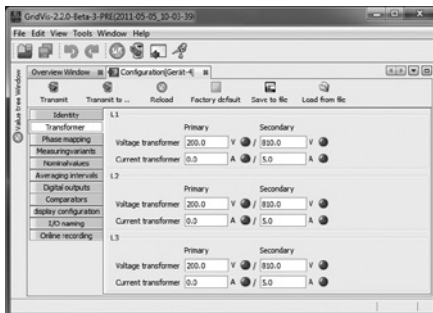 GridVis-2.2.0-Beta-3-PRE(2011-05-05_10-03-39)
File Edit View Tools Window Help
Value tree Window
Overview Window Configuration[Gerät-4]
Transmit Transmit to ... Reload Factory default Save to file Load from file
Identity
Transformer
Phase mapping
Measuringvariants
Nominalvalues
Averaging intervals
Digital outputs
Comparators
display configuration
I/O naming
Online recording
L1
Primary Secondary
Voltage transformer 200.0 V / 810.0 V
Current transformer 0.0 A / 5.0 A
L2
Primary Secondary
Voltage transformer 200.0 V / 810.0 V
Current transformer 0.0 A / 5.0 A
L3
Primary Secondary
Voltage transformer 200.0 V / 810.0 V
Current transformer 0.0 A / 5.0 A